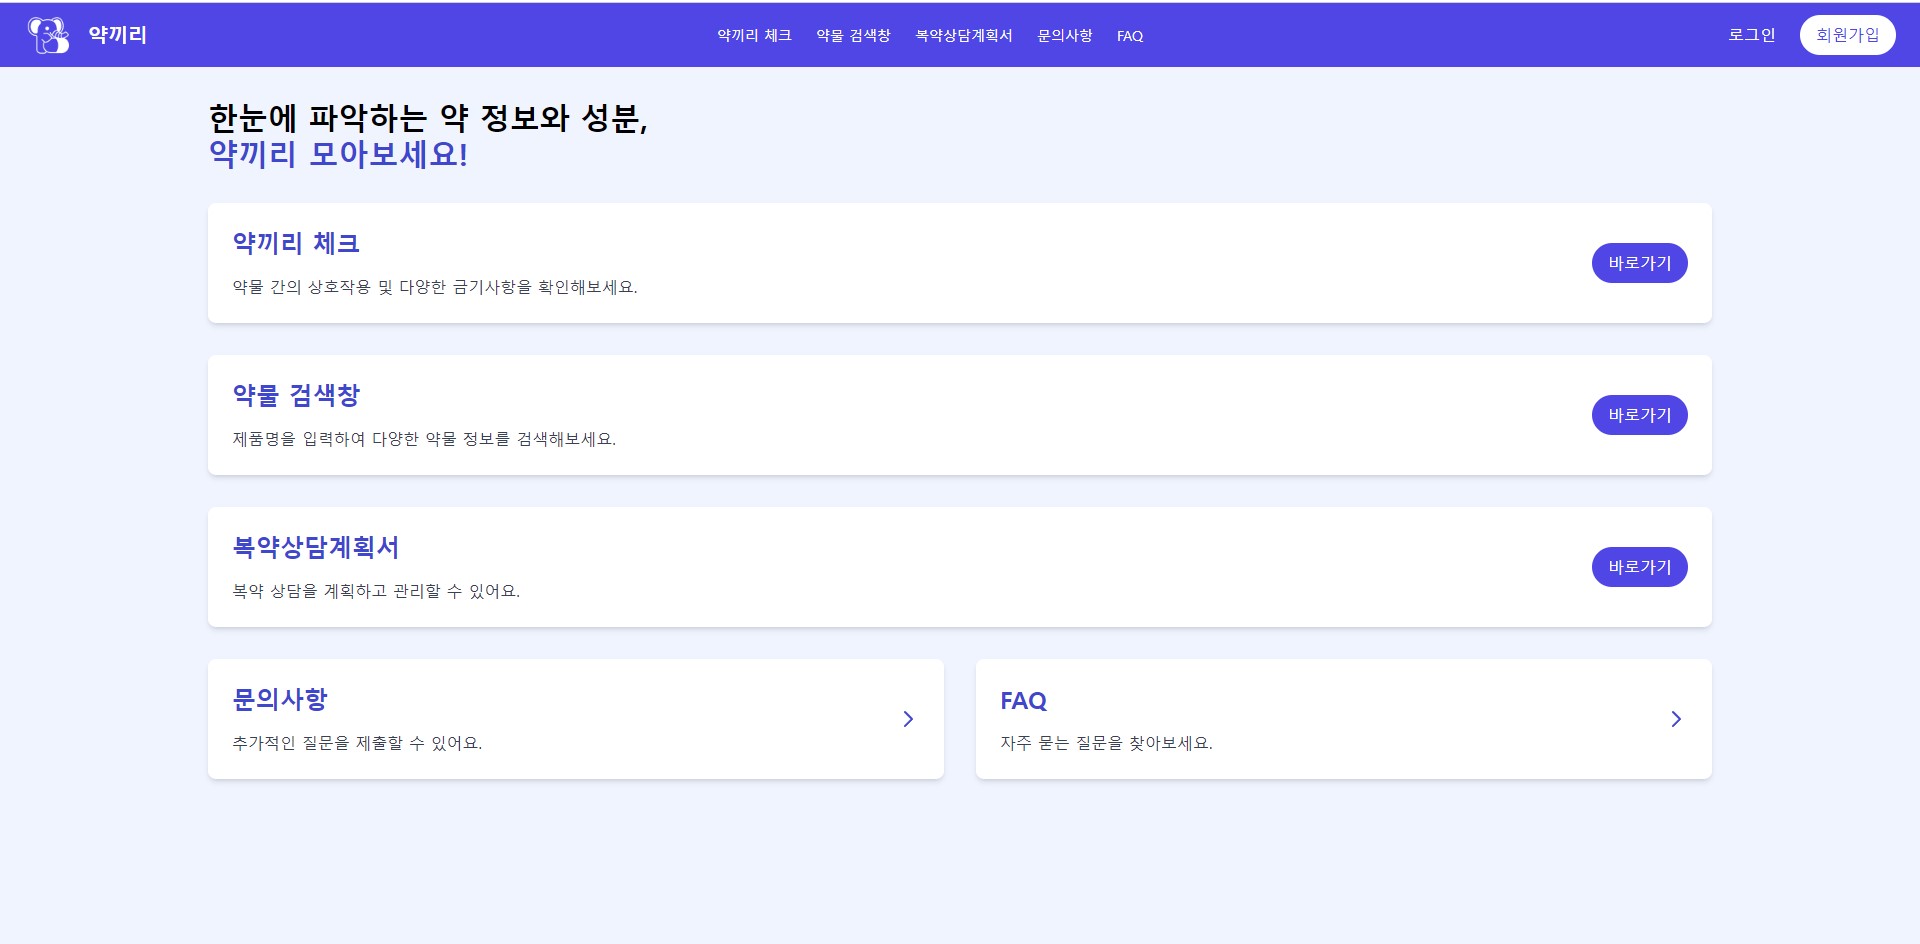 약끼리
약끼리 체크
약물 검색창
복약상담계획서
문의사항
FAQ
로그인
회원가입
한눈에 파악하는 약 정보와 성분,
약끼리 모아보세요!
약끼리 체크
약물 간의 상호작용 및 다양한 금기사항을 확인해보세요.
바로가기
약물 검색창
제품명을 입력하여 다양한 약물 정보를 검색해보세요.
바로가기
복약상담계획서
복약 상담을 계획하고 관리할 수 있어요.
바로가기
문의사항
추가적인 질문을 제출할 수 있어요.
FAQ
자주 묻는 질문을 찾아보세요.